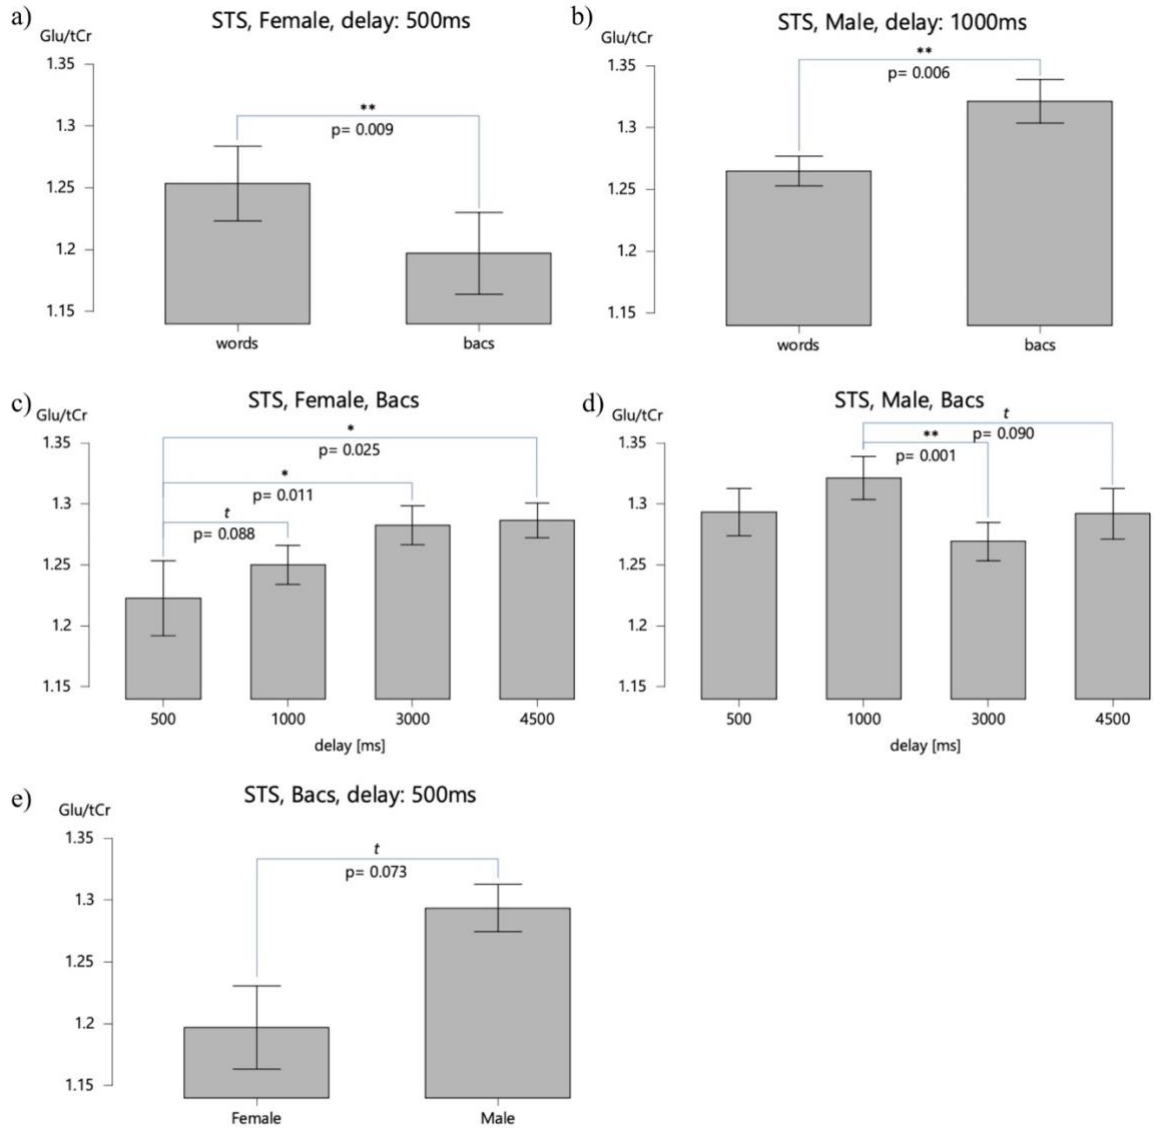 a)
STS, Female, delay: 500ms
Glu/tCr
1.35
1.3
1.25
1.2
1.15
**
p= 0.009
words
bacs
b)
STS, Male, delay: 1000ms
Glu/tCr
1.35
1.3
1.25
1.2
1.15
**
p= 0.006
words
bacs
c)
STS, Female, Bacs
Glu/tCr
1.35
1.3
1.25
1.2
1.15
*
p= 0.025
*
p= 0.011
t
p= 0.088
500
1000
3000
4500
delay [ms]
d)
STS, Male, Bacs
Glu/tCr
1.35
1.3
1.25
1.2
1.15
t
p= 0.090
**
p= 0.001
500
1000
3000
4500
delay [ms]
e)
STS, Bacs, delay: 500ms
Glu/tCr
1.35
1.3
1.25
1.2
1.15
t
p= 0.073
Female
Male